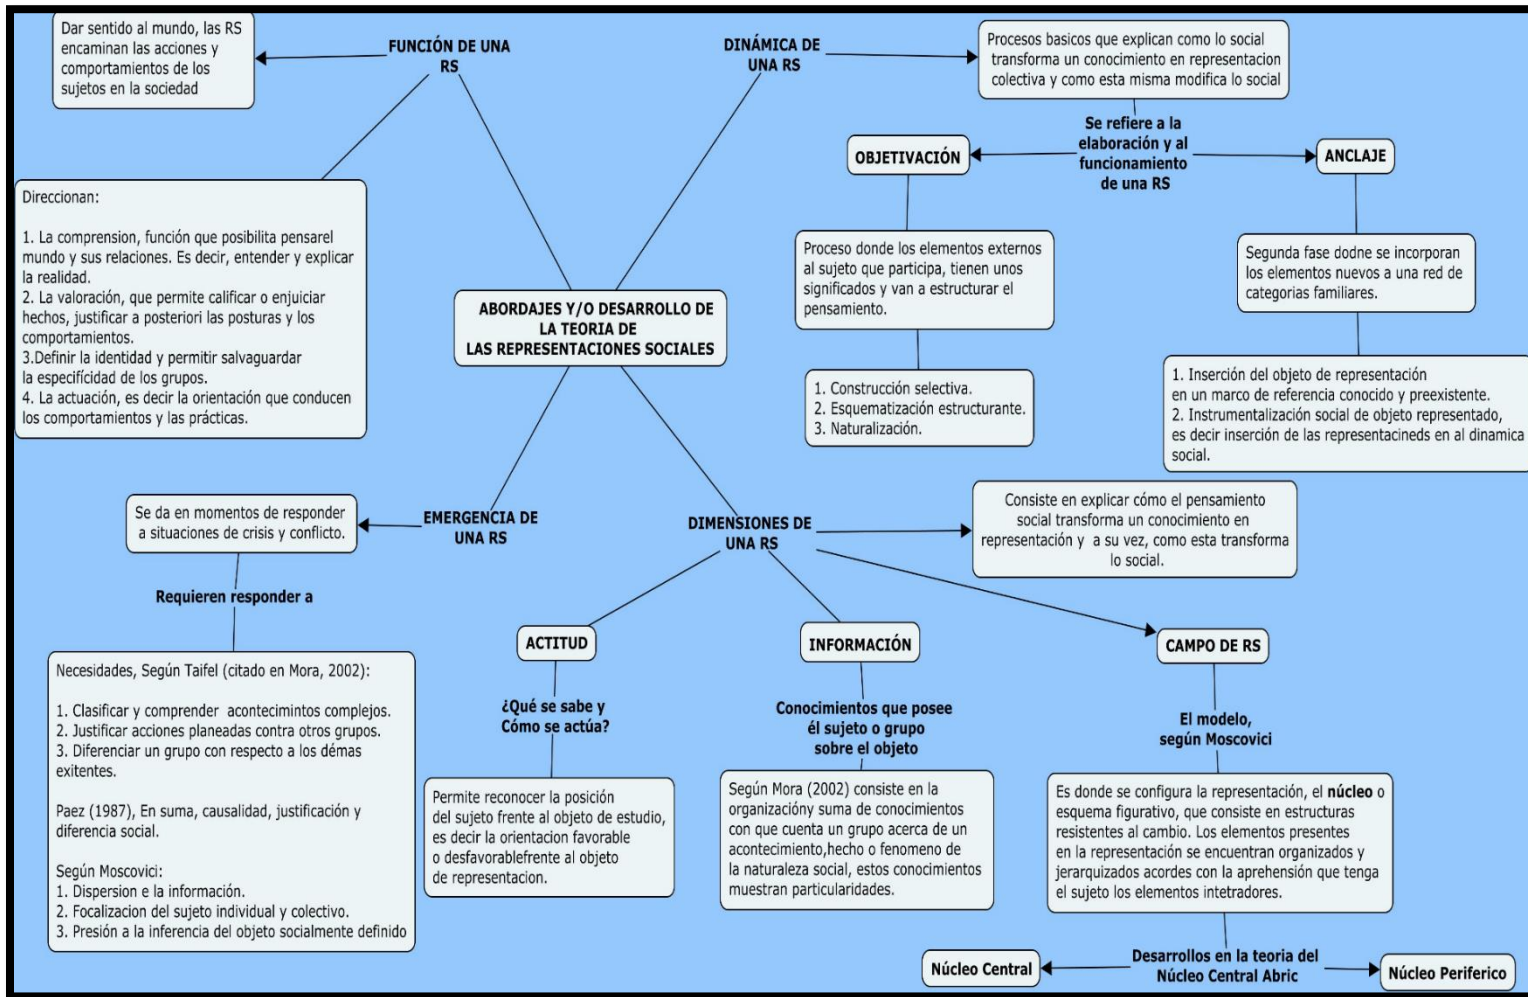 Dar sentido al mundo, las RS
encaminan las acciones y
comportamientos de los
sujetos en la sociedad
FUNCIÓN DE UNA
RS
DINÁMICA DE
UNA RS
Procesos basicos que explican como lo social
transforma un conocimiento en representacion
colectiva y como esta misma modifica lo social
Se refiere a la
elaboración y al
funcionamiento
de una RS
OBJETIVACIÓN
ANCLAJE
Direccionan:
1. La comprension, función que posibilita pensarel
mundo y sus relaciones. Es decir, entender y explicar
la realidad.
2. La valoración, que permite calificar o enjuiciar
hechos, justificar a posteriori las posturas y los
comportamientos.
3.Definir la identidad y permitir salvaguardar
la especifícidad de los grupos.
4. La actuación, es decir la orientación que conducen
los comportamientos y las prácticas.
Proceso donde los elementos externos
al sujeto que participa, tienen unos
significados y van a estructurar el
pensamiento.
Segunda fase dodne se incorporan
los elementos nuevos a una red de
categorias familiares.
ABORDAJES Y/O DESARROLLO DE
LA TEORIA DE
LAS REPRESENTACIONES SOCIALES
1. Construcción selectiva.
2. Esquematización estructurante.
3. Naturalización.
1. Inserción del objeto de representación
en un marco de referencia conocido y preexistente.
2. Instrumentalización social de objeto representado,
es decir inserción de las representacineds en al dinamica
social.
Se da en momentos de responder
a situaciones de crisis y conflicto.
EMERGENCIA DE
UNA RS
DIMENSIONES DE
UNA RS
Consiste en explicar cómo el pensamiento
social transforma un conocimiento en
representación y a su vez, como esta transforma
lo social.
Requieren responder a
ACTITUD
INFORMACIÓN
CAMPO DE RS
Necesidades, Según Taifel (citado en Mora, 2002):
1. Clasificar y comprender acontecimintos complejos.
2. Justificar acciones planeadas contra otros grupos.
3. Diferenciar un grupo con respecto a los démas
exitentes.
Paez (1987), En suma, causalidad, justificación y
diferencia social.
Según Moscovici:
1. Dispersion e la información.
2. Focalizacion del sujeto individual y colectivo.
3. Presión a la inferencia del objeto socialmente definido
¿Qué se sabe y
Cómo se actúa?
Conocimientos que posee
él sujeto o grupo
sobre el objeto
El modelo,
según Moscovici
Permite reconocer la posición
del sujeto frente al objeto de estudio,
es decir la orientacion favorable
o desfavorablefrente al objeto
de representacion.
Según Mora (2002) consiste en la
organizacióny suma de conocimientos
con que cuenta un grupo acerca de un
acontecimiento,hecho o fenomeno de
la naturaleza social, estos conocimientos
muestran particularidades.
Es donde se configura la representación, el núcleo o
esquema figurativo, que consiste en estructuras
resistentes al cambio. Los elementos presentes
en la representación se encuentran organizados y
jerarquizados acordes con la aprehensión que tenga
el sujeto los elementos intetradores.
Núcleo Central
Desarrollos en la teoria del
Núcleo Central Abric
Núcleo Periferico